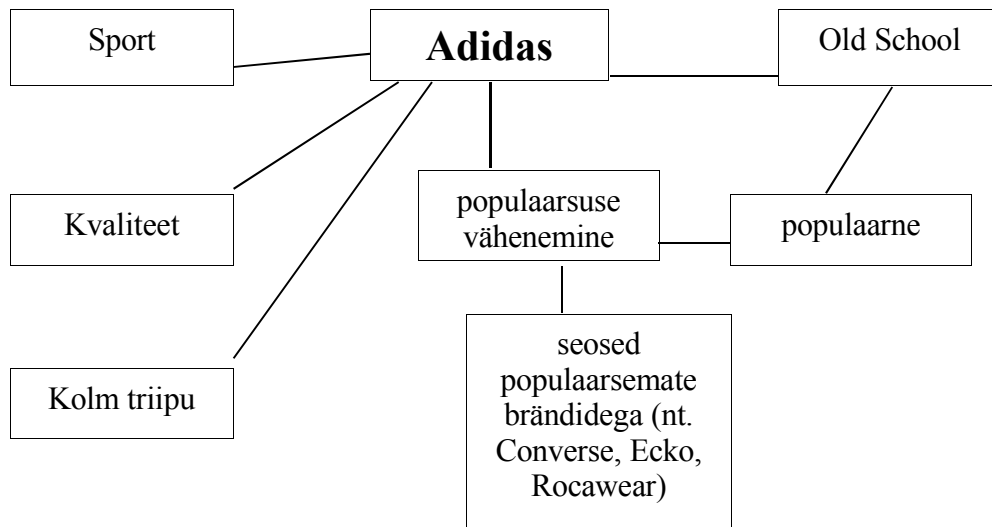 Sport
Adidas
Old School
Kvaliteet
populaarsuse
vähenemine
populaarne
Kolm triipu
seosed
populaarsemate
brändidega (nt.
Converse, Ecko,
Rocawear)